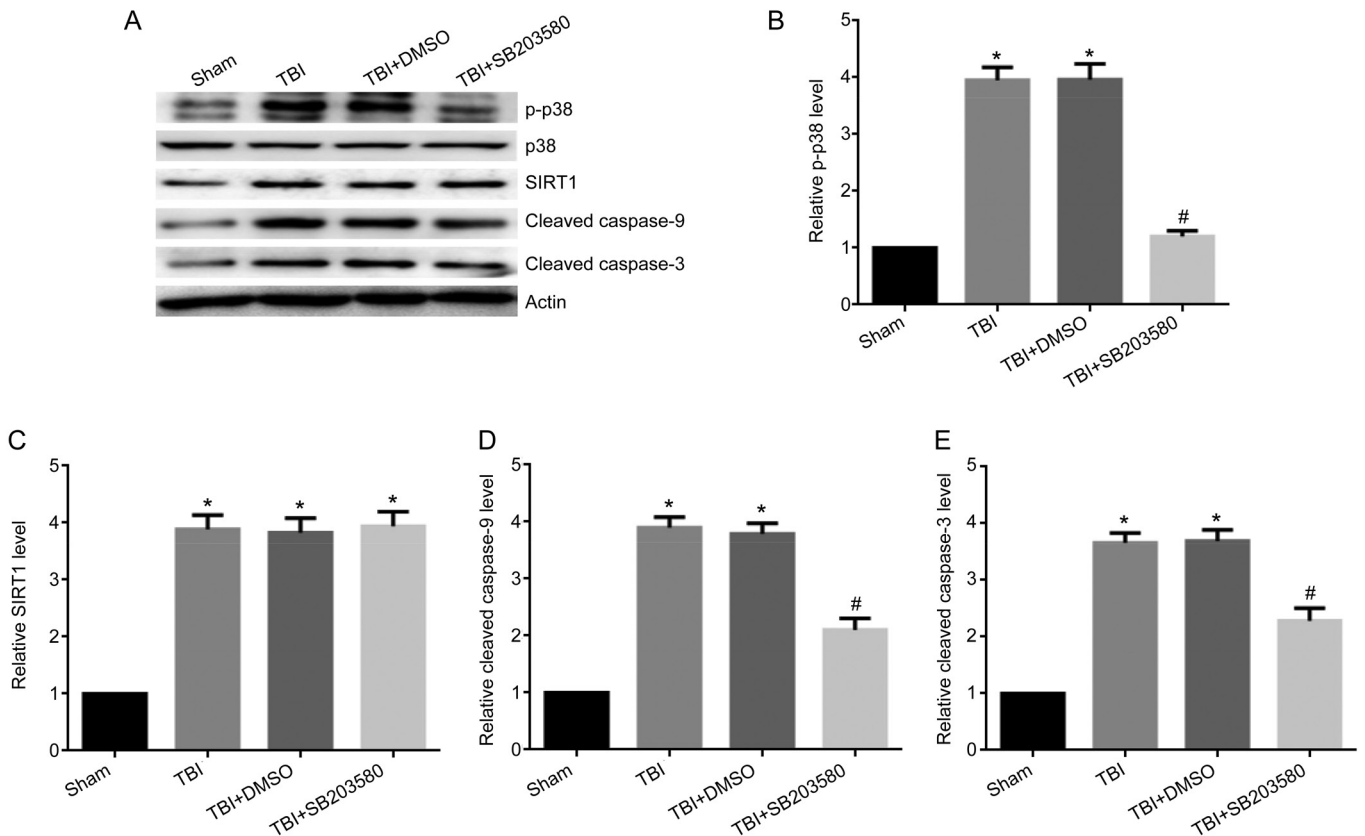 A
Sham
TBI
TBI+DMSO
TBI+SB203580
p-p38
p38
SIRT1
Cleaved caspase-9
Cleaved caspase-3
Actin
B
Relative p-p38 level
5
4
3
2
1
0
*
*
#
Sham
TBI
TBI+DMSO
TBI+SB203580
C
Relative SIRT1 level
5
4
3
2
1
0
*
*
*
Sham
TBI
TBI+DMSO
TBI+SB203580
D
Relative cleaved caspase-9 level
5
4
3
2
1
0
*
*
#
Sham
TBI
TBI+DMSO
TBI+SB203580
E
Relative cleaved caspase-3 level
5
4
3
2
1
0
*
*
#
Sham
TBI
TBI+DMSO
TBI+SB203580